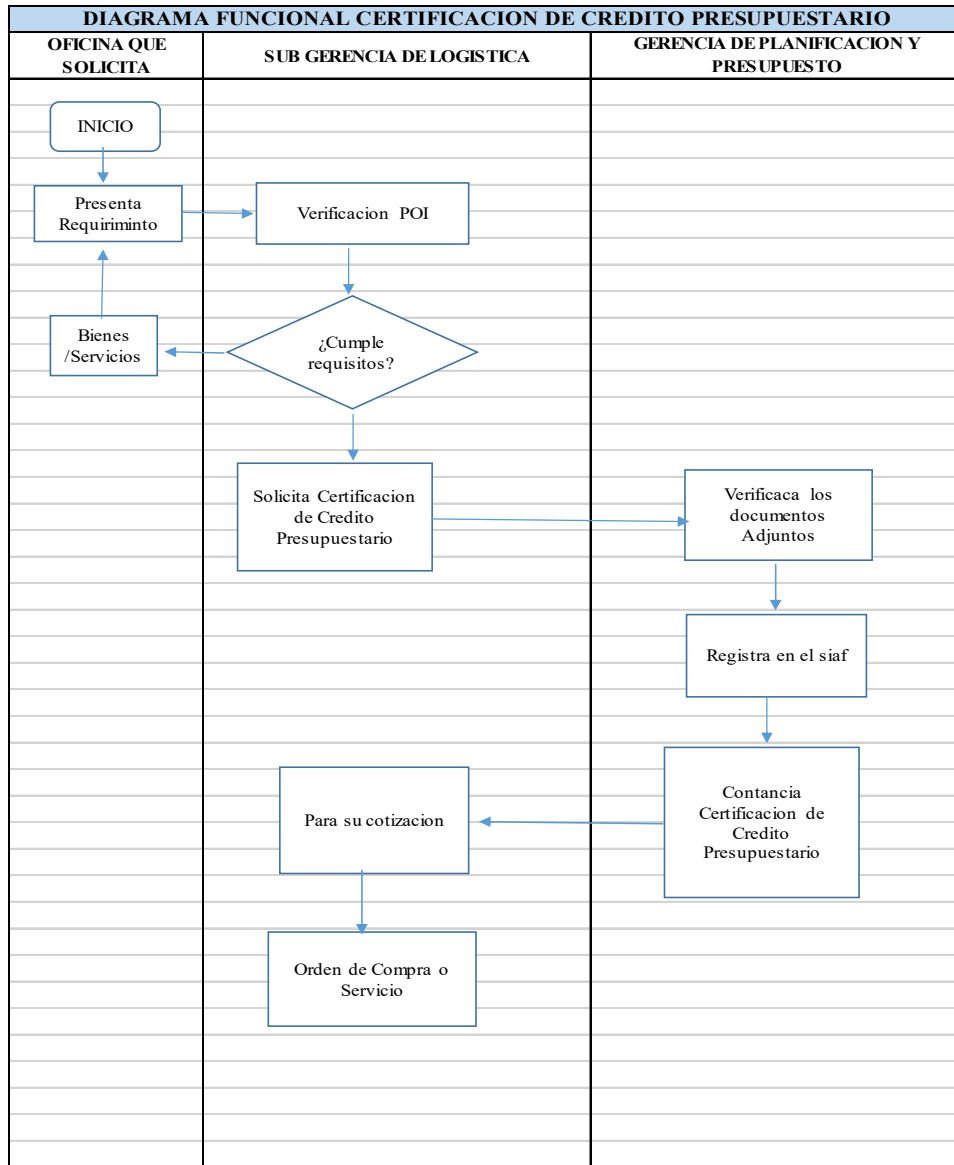 DIAGRAMA FUNCIONAL CERTIFICACION DE CREDITO PRESUPUESTARIO
OFICINA QUE
SOLICITA
SUB GERENCIA DE LOGISTICA
GERENCIA DE PLANIFICACION Y
PRESUPUESTO
INICIO
Presenta
Requiriminto
Verificacion POI
¿Cumple
requisitos?
Bienes
/Servicios
Solicita Certificacion
de Credito
Presupuestario
Verificaca los
documentos
Adjuntos
Registra en el siaf
Contancia
Certificacion de
Credito
Presupuestario
Para su cotizacion
Orden de Compra o
Servicio